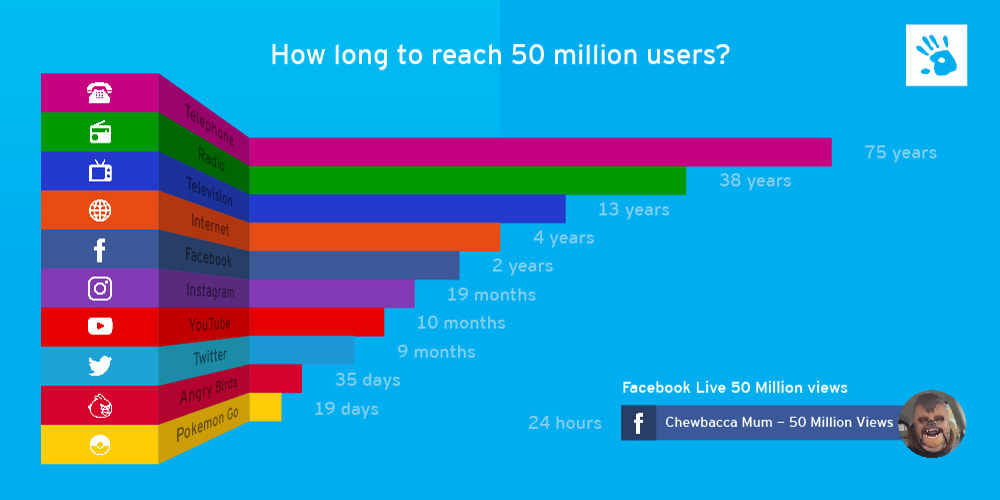 How long to reach 50 million users?
Telephone
75 years
Radio
38 years
Television
13 years
Internet
4 years
Facebook
2 years
Instagram
19 months
YouTube
10 months
Twitter
9 months
Angry Birds
35 days
Pokemon Go
19 days
Facebook Live 50 Million views
24 hours
f
Chewbacca Mum – 50 Million Views